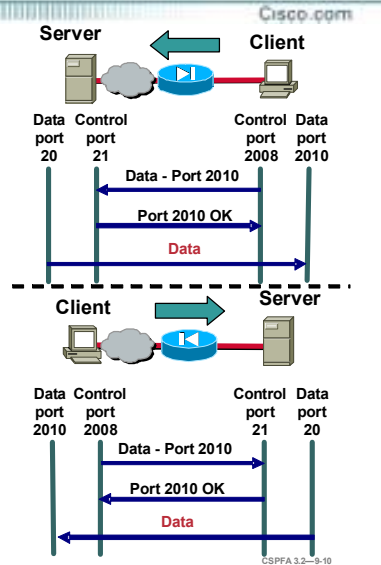 Cisco.com
Server
Client
Data Control
port port
20 21
Control Data
port port
2008 2010
Data - Port 2010
Port 2010 OK
Data
Client
Server
Data Control
port port
2010 2008
Control Data
port port
21 20
Data - Port 2010
Port 2010 OK
Data
CSPFA 3.2—9-10